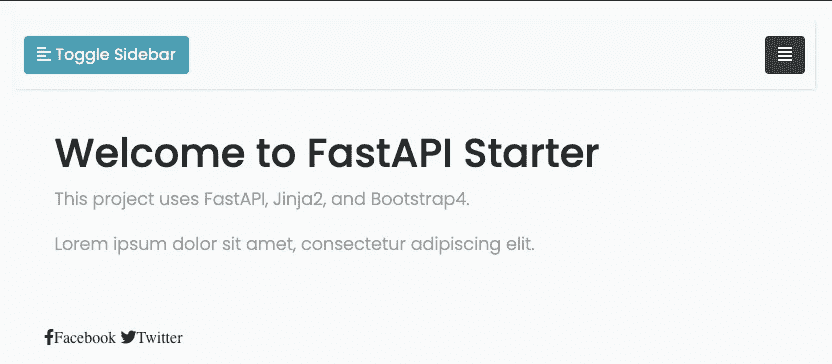 Toggle Sidebar
Welcome to FastAPI Starter
This project uses FastAPI, Jinja2, and Bootstrap4.
Lorem ipsum dolor sit amet, consectetur adipiscing elit.
Facebook Twitter